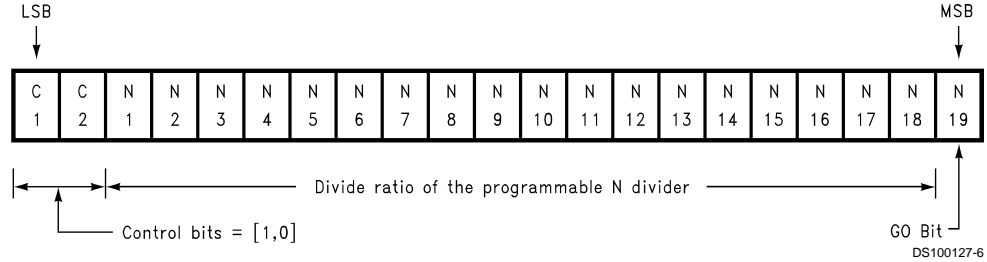 LSB MSB
C C N N N N N N N N N N N N N N N N N N N
1 2 1 2 3 4 5 6 7 8 9 10 11 12 13 14 15 16 17 18 19
Divide ratio of the programmable N divider
Control bits = [1,0] GO Bit
DS100127-6